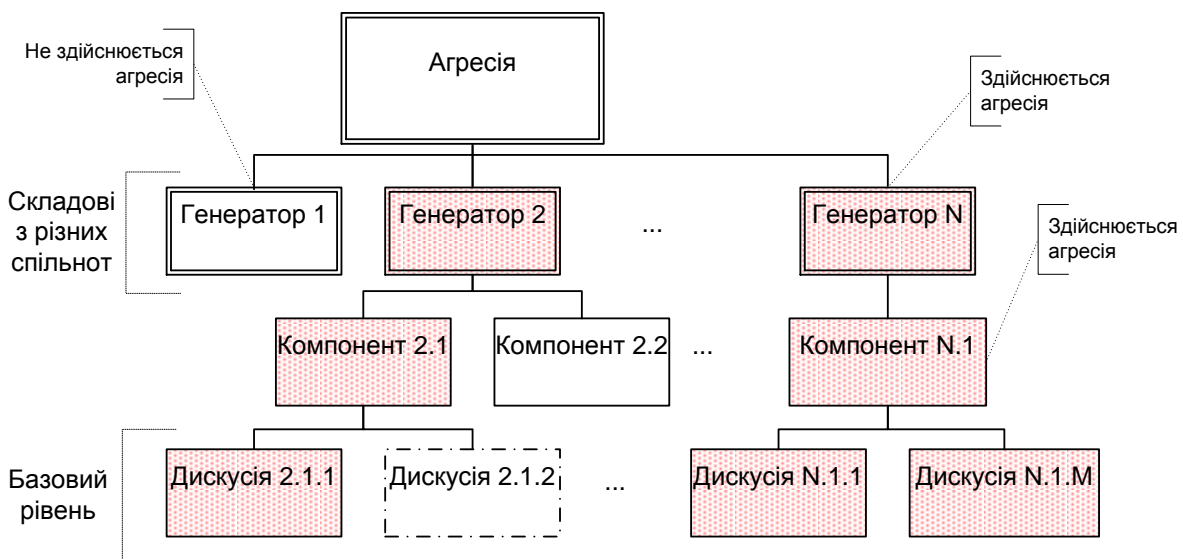 Не здійснюється
агресія
Агресія
Здійснюється
агресія
Складові
з різних
спільнот
Генератор 1
Генератор 2
...
Генератор N
Здійснюється
агресія
Компонент 2.1
Компонент 2.2
...
Компонент N.1
Базовий
рівень
Дискусія 2.1.1
Дискусія 2.1.2
...
Дискусія N.1.1
Дискусія N.1.M